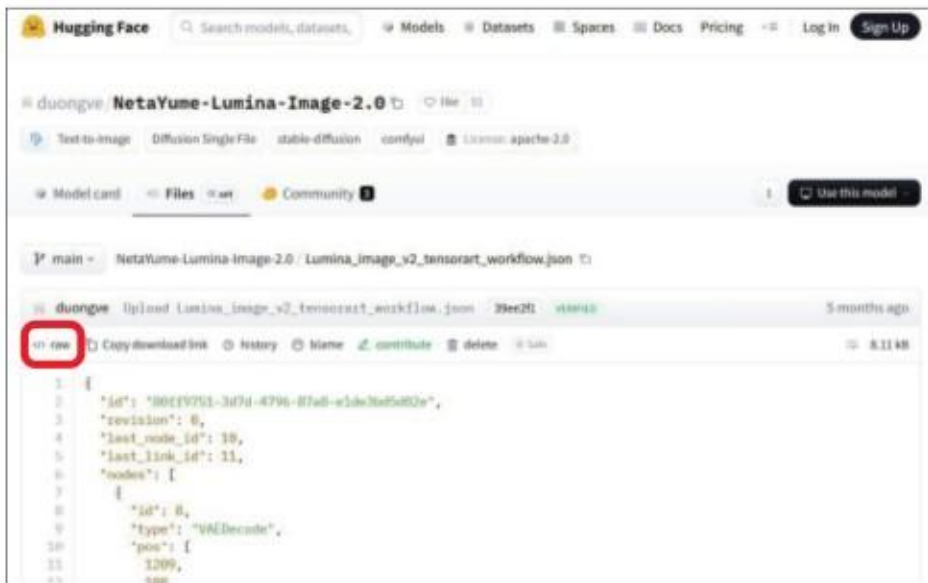 Hugging Face Search models, datasets, Models Datasets Spaces Docs Pricing Log In Sign Up
duongve/NetaYume-Lumina-Image-2.0 like
Text-to-Image Diffusion Single File stable-diffusion comfyui License: apache-2.0
Model card Files Community Use this model
main NetaYume-Lumina-Image-2.0 / Lumina_image_v2_tensorart_workflow.json
duongve Upload Lumina_image_v2_tensorart_workflow.json 39ee2f1 5 months ago
raw Copy download link history blame contribute delete Safe 8.11 kB
1 {
2 "id":
3 "revision": 0,
4 "last_node_id": 10,
5 "last_link_id": 11,
6 "nodes": [
7 {
8 "id": 8,
9 "type": "VAEDecode",
10 "pos": [
11 1209,
12